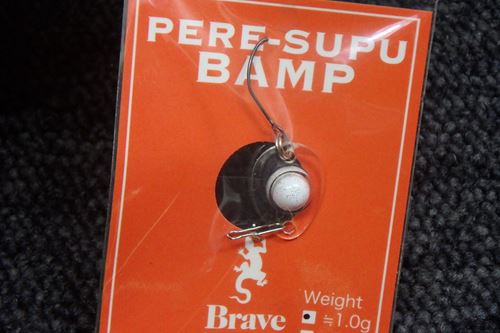 PERE-SUPU
BAMP
Brave
Weight
≒1.0g